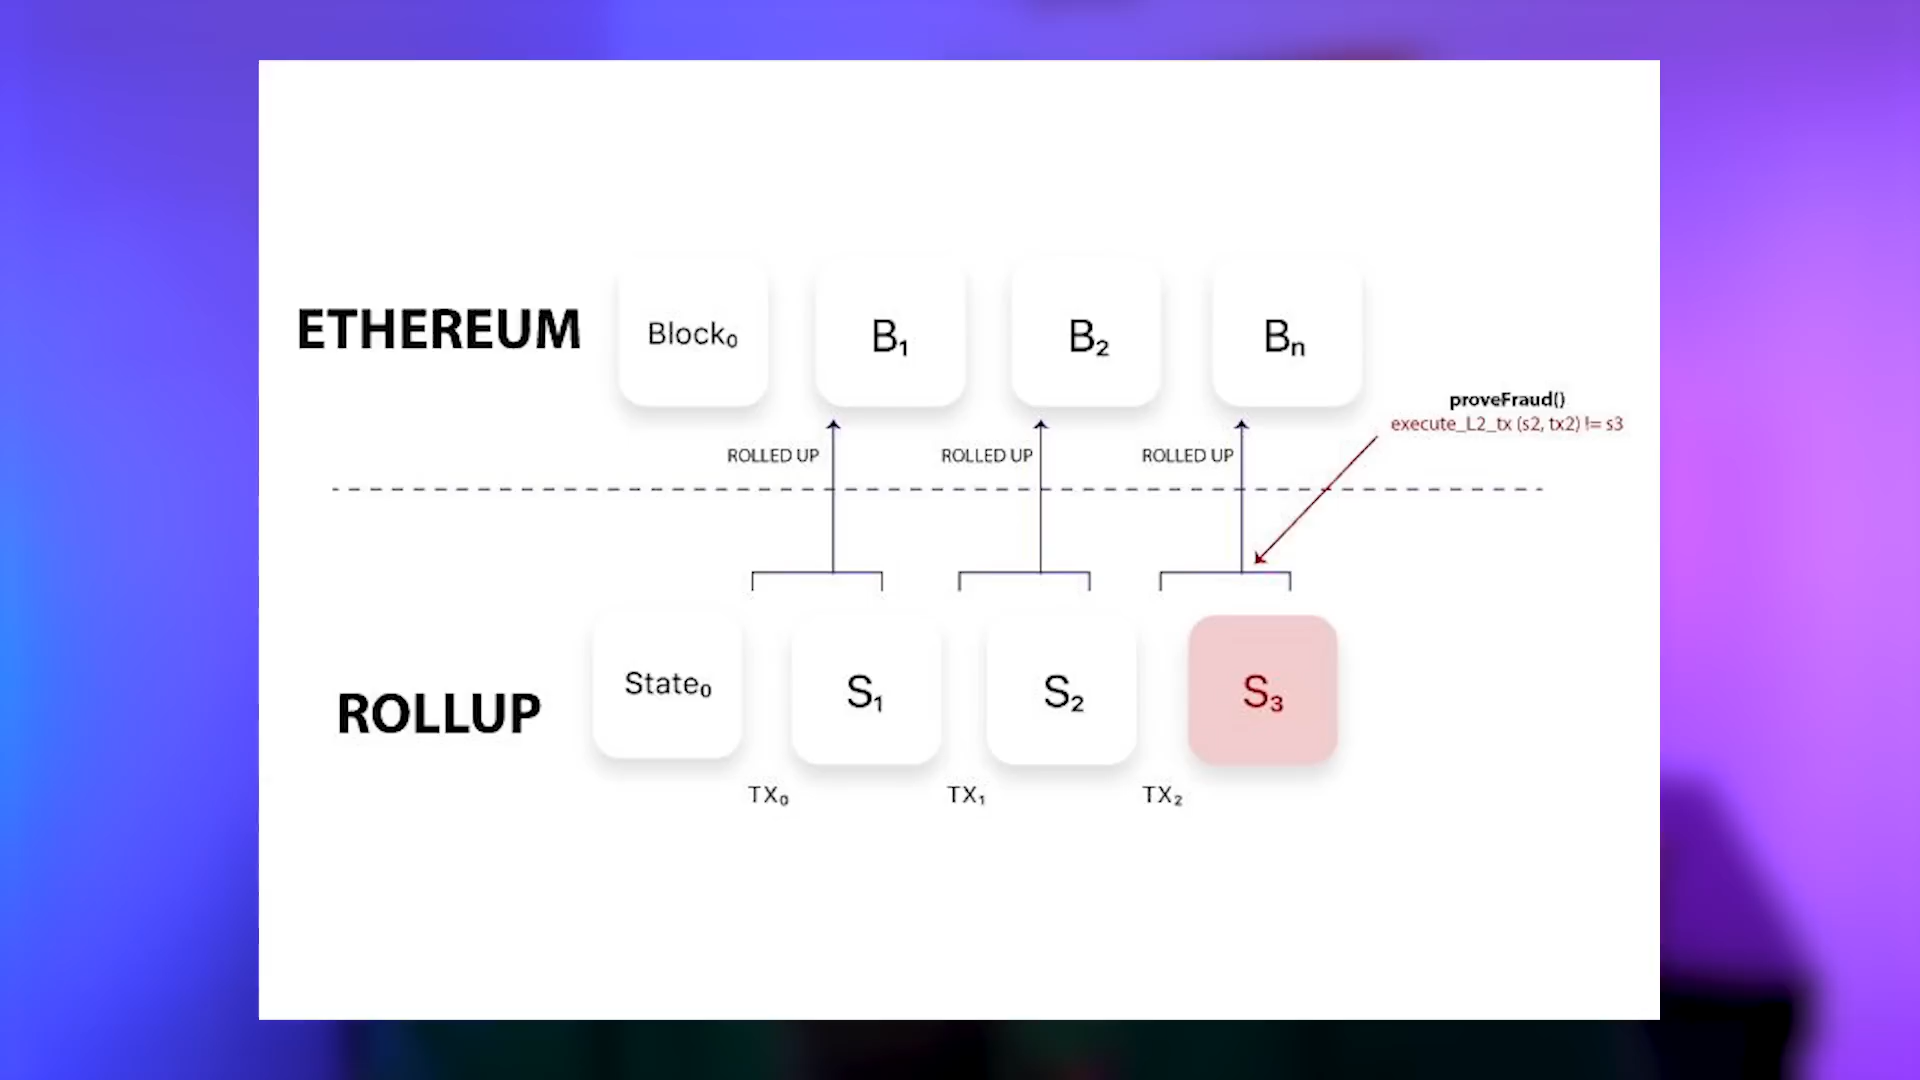 ETHEREUM
Block₀
B₁
B₂
Bₙ
proveFraud()
execute_L2_tx (s2, tx2) != s3
ROLLED UP
ROLLED UP
ROLLED UP
ROLLUP
State₀
S₁
S₂
S₃
TX₀
TX₁
TX₂